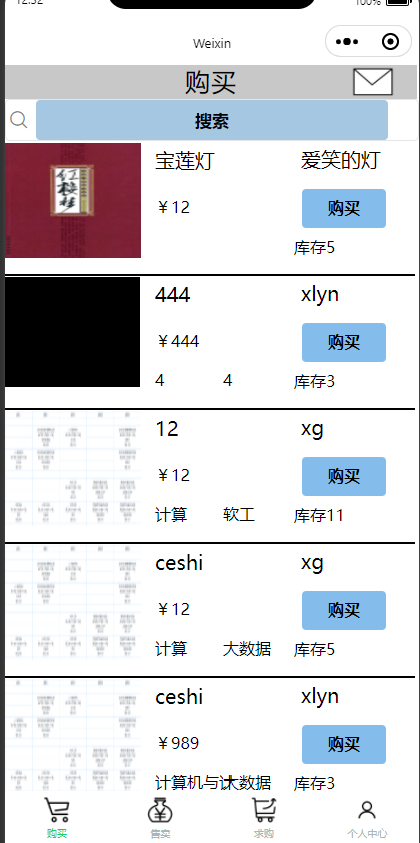 12:52 100%
Weixin
购买
搜索
宝莲灯 爱笑的灯
红楼梦
￥12 购买
库存5
444 xlyn
￥444 购买
4 4 库存3
12 xg
￥12 购买
计算 软工 库存11
ceshi xg
￥12 购买
计算 大数据 库存5
ceshi xlyn
￥989 购买
计算机与计大数据 库存3
购买 售卖 求购 个人中心